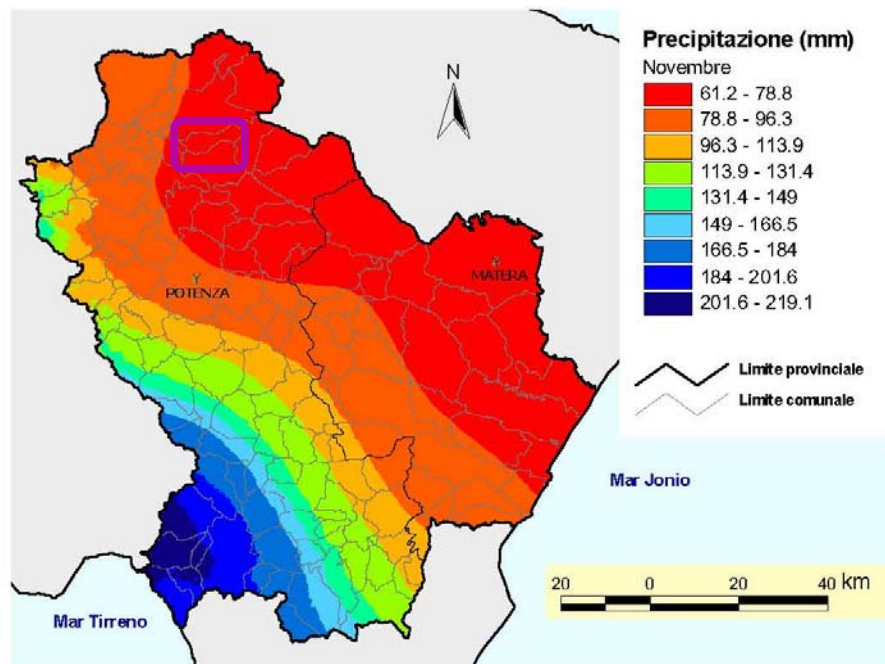 Precipitazione (mm)
Novembre
61.2 - 78.8
78.8 - 96.3
96.3 - 113.9
113.9 - 131.4
131.4 - 149
149 - 166.5
166.5 - 184
184 - 201.6
201.6 - 219.1
Limite provinciale
Limite comunale
N
MATERA
POTENZA
Mar Jonio
Mar Tirreno
20 0 20 40 km